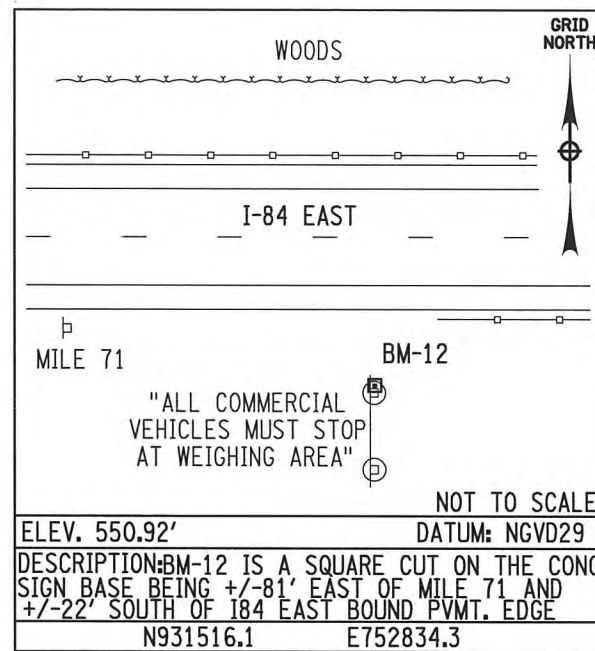 GRID
NORTH
WOODS
I-84 EAST
MILE 71
BM-12
"ALL COMMERCIAL
VEHICLES MUST STOP
AT WEIGHING AREA"
NOT TO SCALE
ELEV. 550.92'
DATUM: NGVD29
DESCRIPTION:BM-12 IS A SQUARE CUT ON THE CONC
SIGN BASE BEING +/-81' EAST OF MILE 71 AND
+/-22' SOUTH OF I84 EAST BOUND PVMT. EDGE
N931516.1 E752834.3